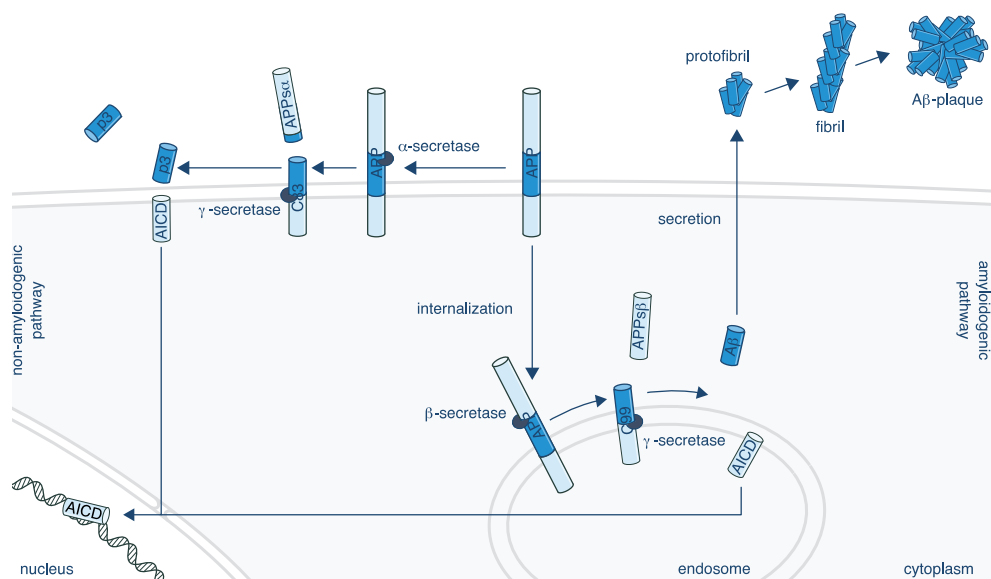 protofibril
Aβ-plaque
fibril
p3
APPsα
α-secretase
APP
APP
p3
C83
γ-secretase
AICD
secretion
non-amyloidogenic
pathway
amyloidogenic
pathway
internalization
APPsβ
Aβ
β-secretase
APP
C99
γ-secretase
AICD
AICD
nucleus
endosome
cytoplasm